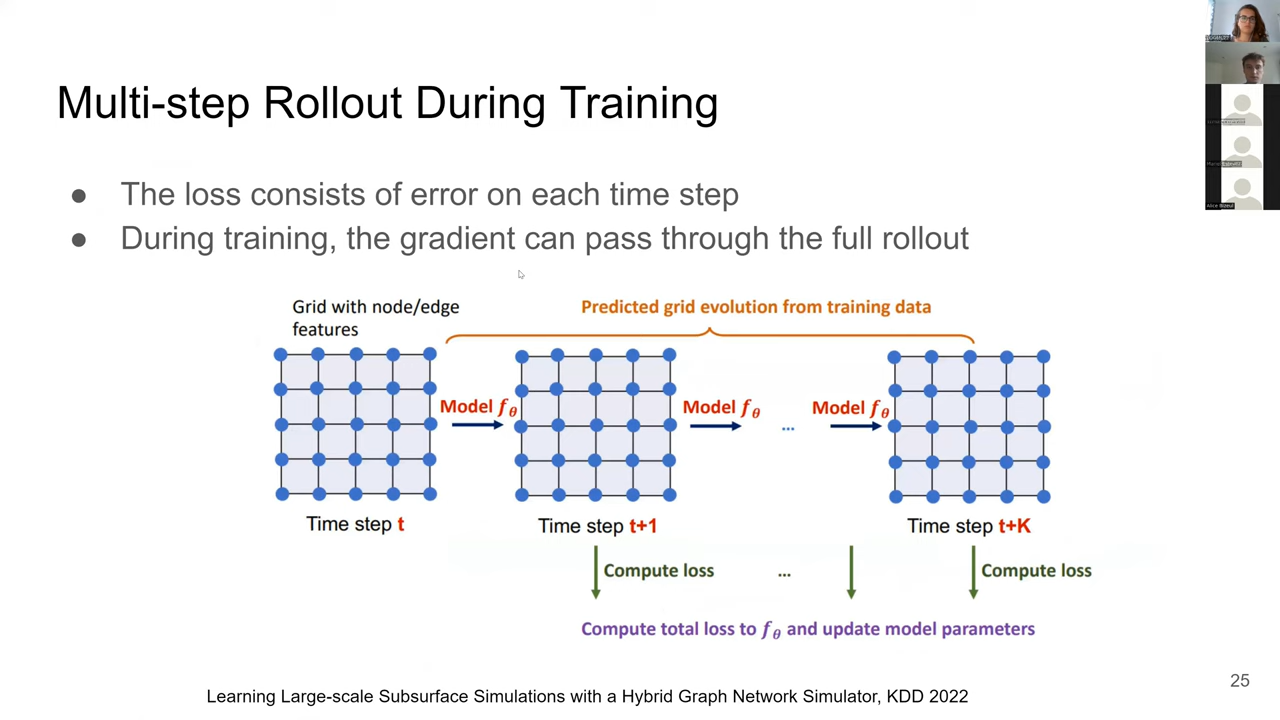 Multi-step Rollout During Training
● The loss consists of error on each time step
● During training, the gradient can pass through the full rollout
Grid with node/edge
features
Predicted grid evolution from training data
Model fθ
Model fθ
...
Model fθ
Time step t
Time step t+1
Time step t+K
Compute loss
...
Compute loss
Compute total loss to fθ and update model parameters
Learning Large-scale Subsurface Simulations with a Hybrid Graph Network Simulator, KDD 2022
25
Alice Bizeul